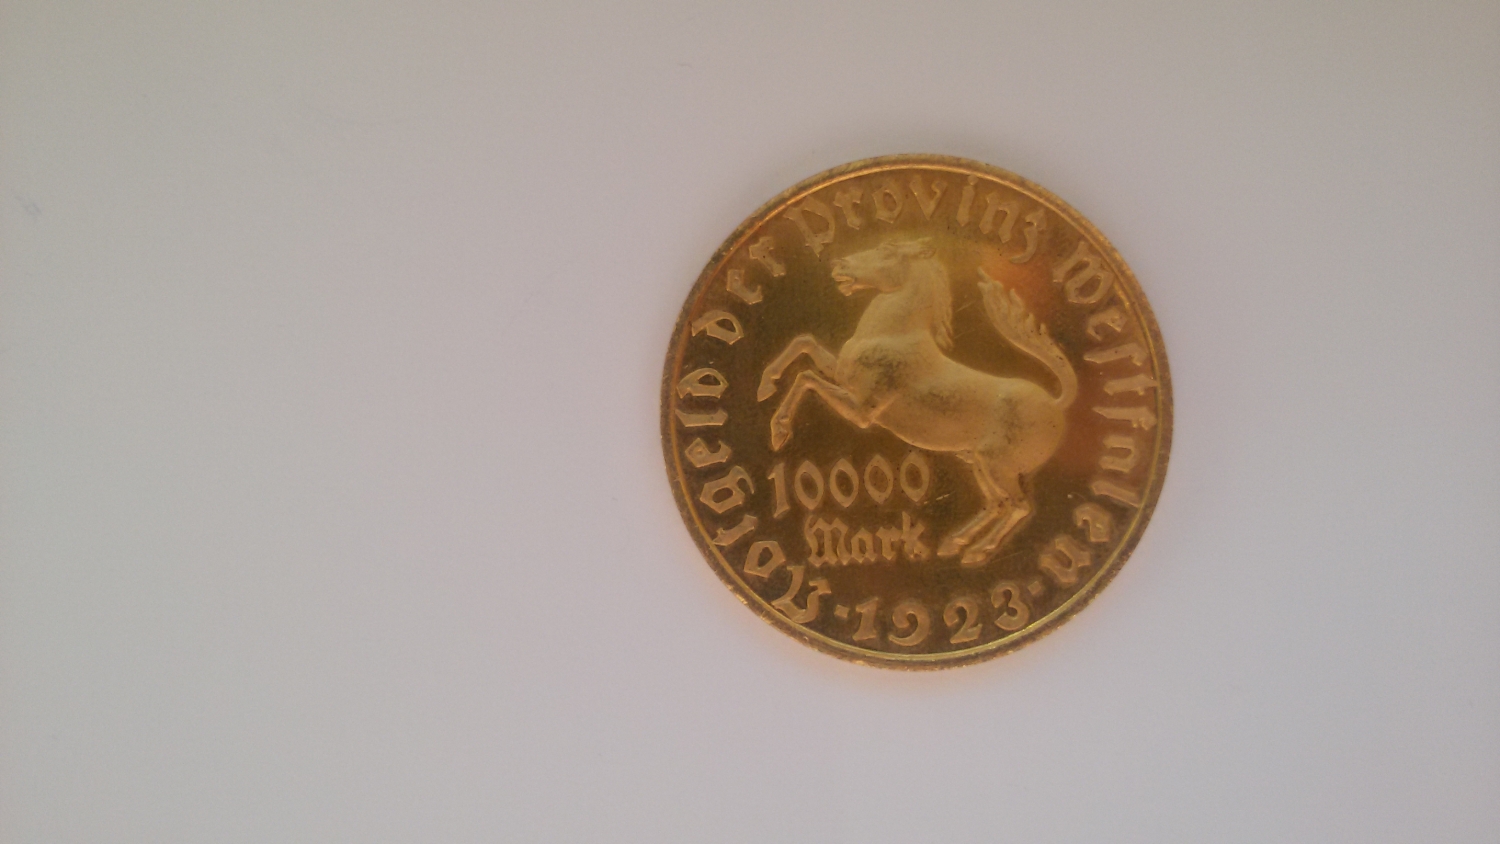 Notgeld der Provinz Westfalen
10000
Mark
· 1923 ·